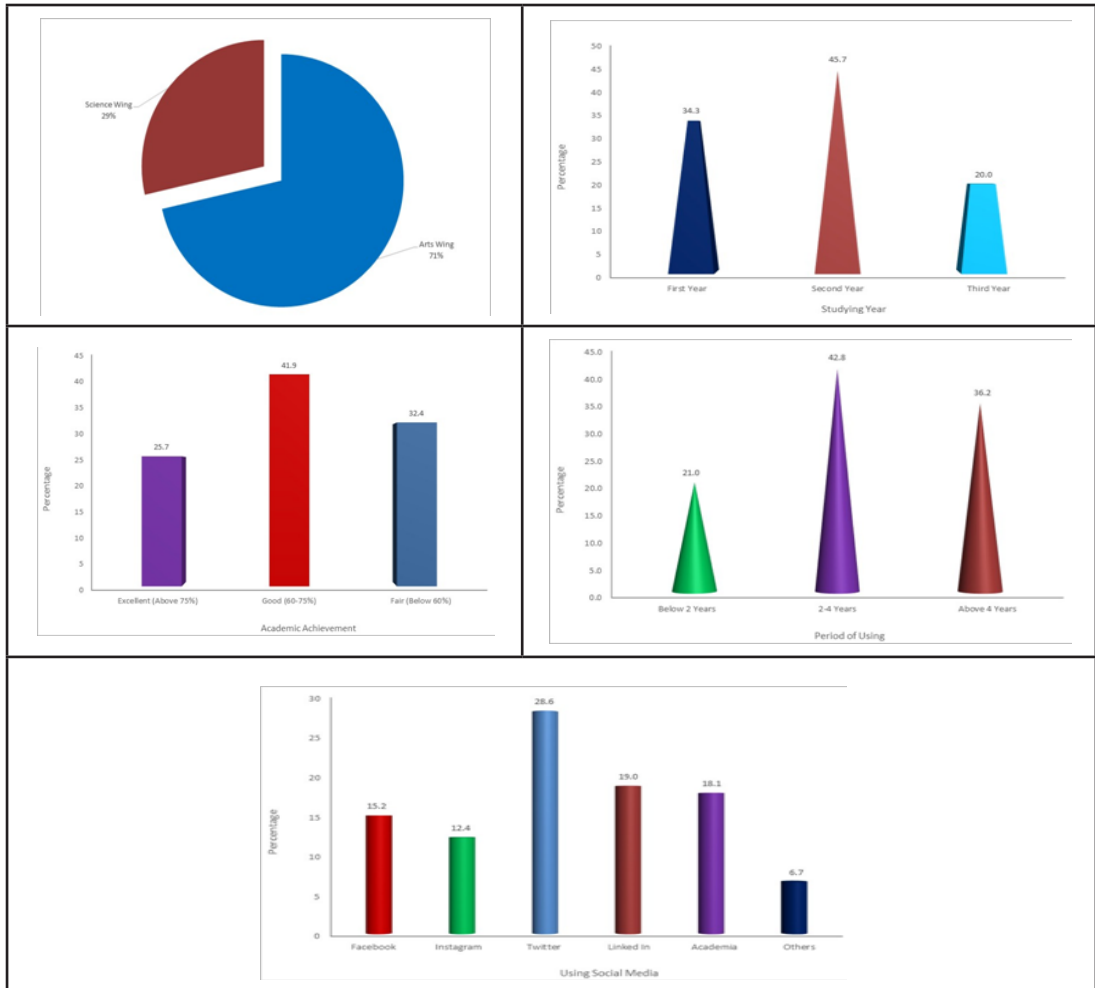 Science Wing
29%
Arts Wing
71%
50
45
40
35
30
25
20
15
10
5
0
Percentage
34.3
45.7
20.0
First Year
Second Year
Third Year
Studying Year
45
40
35
30
25
20
15
10
5
0
Percentage
25.7
41.9
32.4
Excellent (Above 75%)
Good (60-75%)
Fair (Below 60%)
Academic Achievement
45.0
40.0
35.0
30.0
25.0
20.0
15.0
10.0
5.0
0.0
Percentage
21.0
42.8
36.2
Below 2 Years
2-4 Years
Above 4 Years
Period of Using
30
25
20
15
10
5
0
Percentage
15.2
12.4
28.6
19.0
18.1
6.7
Facebook
Instagram
Twitter
Linked In
Academia
Others
Using Social Media